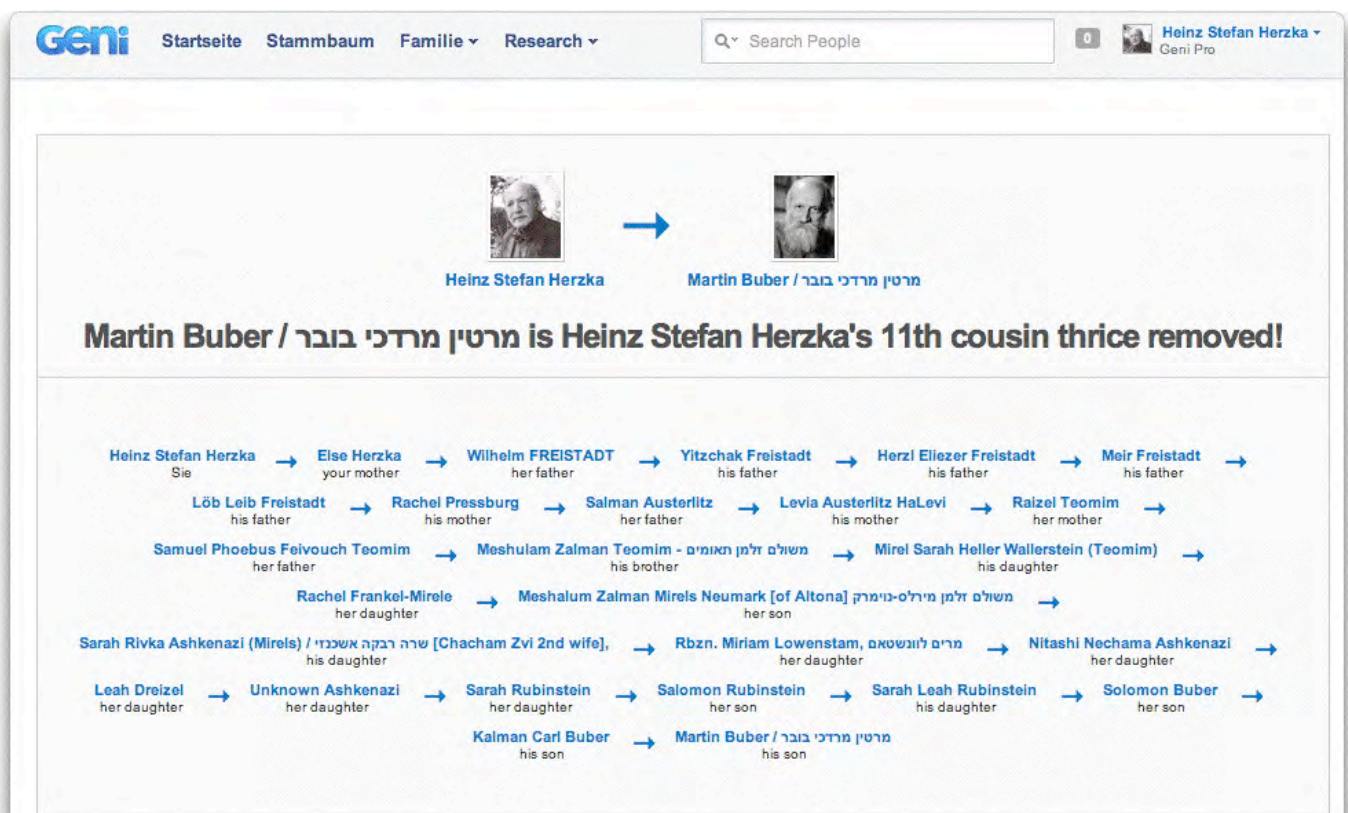 Geni Startseite Stammbaum Familie Research Search People 0 Heinz Stefan Herzka
Geni Pro
Heinz Stefan Herzka Martin Buber / מרטין מרדכי בובר
Martin Buber / מרטין מרדכי בובר is Heinz Stefan Herzka's 11th cousin thrice removed!
Heinz Stefan Herzka → Else Herzka → Wilhelm FREISTADT → Yitzchak Freistadt → Herzl Eliezer Freistadt → Meir Freistadt →
Sie your mother her father his father his father his father
Löb Leib Freistadt → Rachel Pressburg → Salman Austerlitz → Levia Austerlitz HaLevi → Raizel Teomim →
his father his mother her father his mother her mother
Samuel Phoebus Feivouch Teomim → Meshulam Zalman Teomim - משולם זלמן תאומים → Mirel Sarah Heller Wallerstein (Teomim) →
her father his brother his daughter
Rachel Frankel-Mirele → Meshalum Zalman Mirels Neumark [of Altona] משולם זלמן מירלס-נוימרק →
her daughter her son
Sarah Rivka Ashkenazi (Mirels) / שרה רבקה אשכנזי [Chacham Zvi 2nd wife], → Rbzn. Miriam Lowenstam, מרים לוונשטאם → Nitashi Nechama Ashkenazi →
his daughter her daughter her daughter
Leah Dreizel → Unknown Ashkenazi → Sarah Rubinstein → Salomon Rubinstein → Sarah Leah Rubinstein → Solomon Buber →
her daughter her daughter her daughter her son his daughter her son
Kalman Carl Buber → Martin Buber / מרטין מרדכי בובר
his son his son